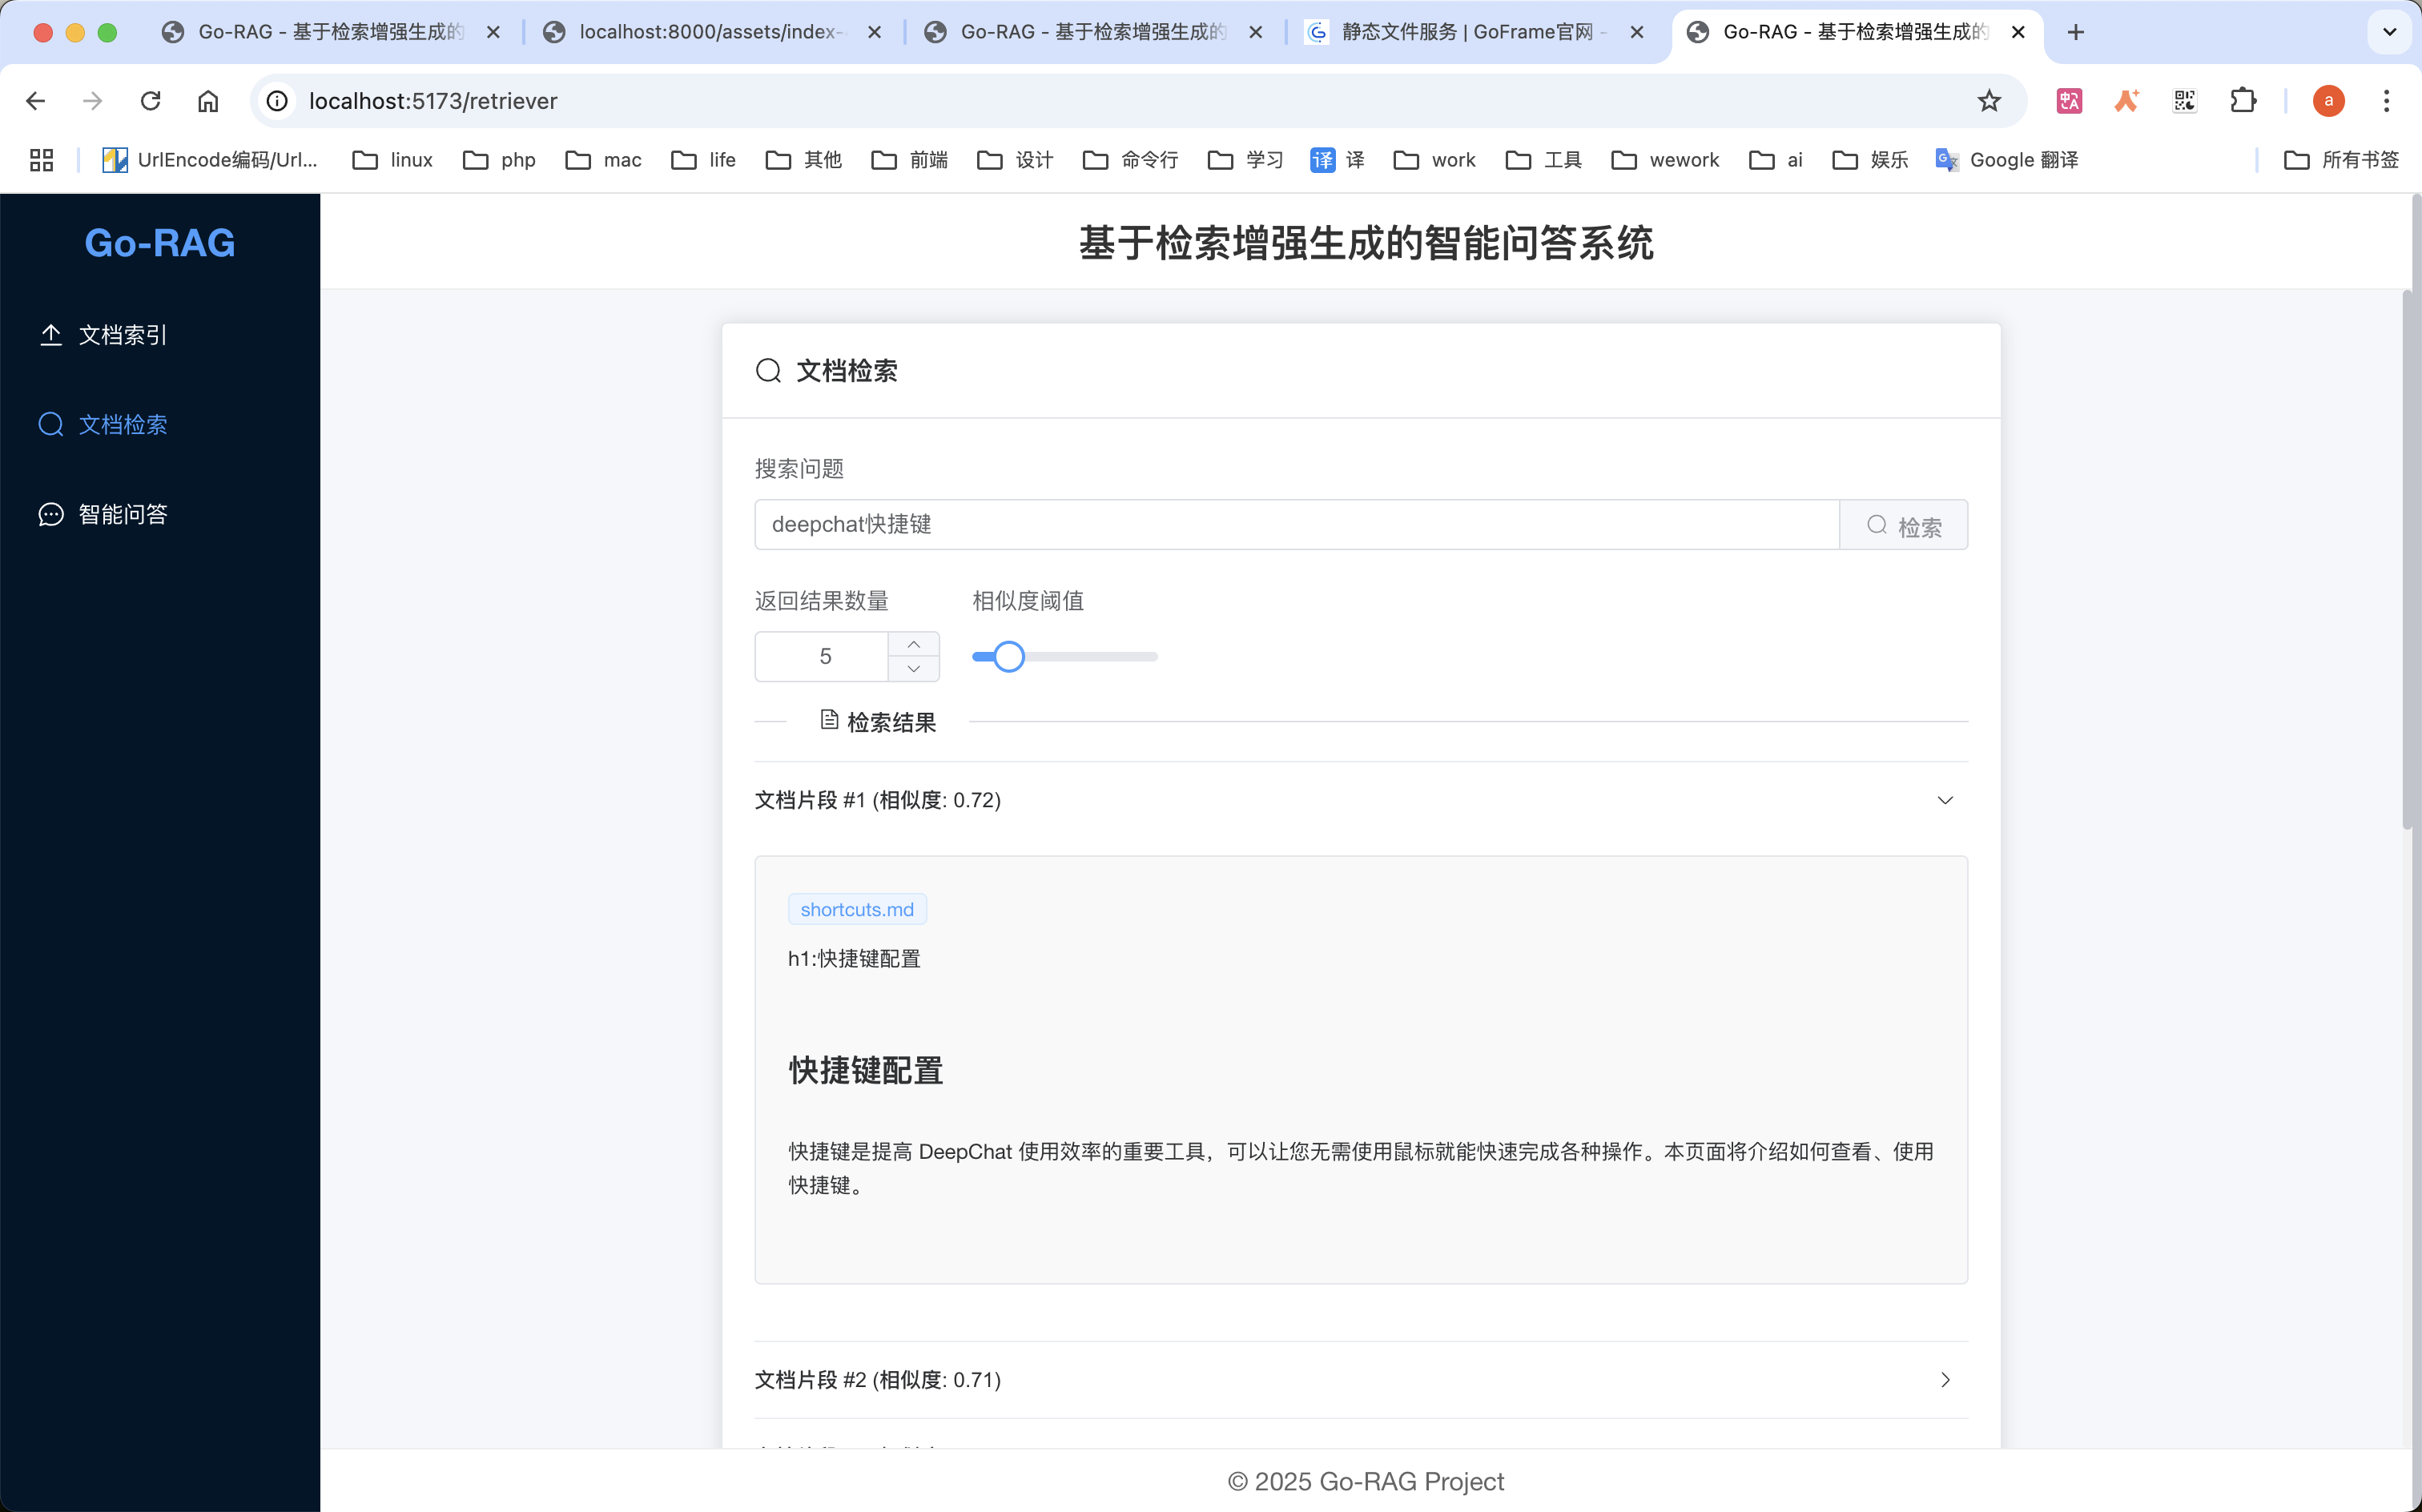 Go-RAG - 基于检索增强生成的
localhost:8000/assets/index-
Go-RAG - 基于检索增强生成的
静态文件服务 | GoFrame官网 -
Go-RAG - 基于检索增强生成的
localhost:5173/retriever
a
UrlEncode编码/Url...
linux
php
mac
life
其他
前端
设计
命令行
学习
译 译
work
工具
wework
ai
娱乐
Google 翻译
所有书签
Go-RAG
文档索引
文档检索
智能问答
基于检索增强生成的智能问答系统
文档检索
搜索问题
deepchat快捷键
检索
返回结果数量
相似度阈值
5
检索结果
文档片段 #1 (相似度: 0.72)
shortcuts.md
h1:快捷键配置
快捷键配置
快捷键是提高 DeepChat 使用效率的重要工具，可以让您无需使用鼠标就能快速完成各种操作。本页面将介绍如何查看、使用
快捷键。
文档片段 #2 (相似度: 0.71)
© 2025 Go-RAG Project